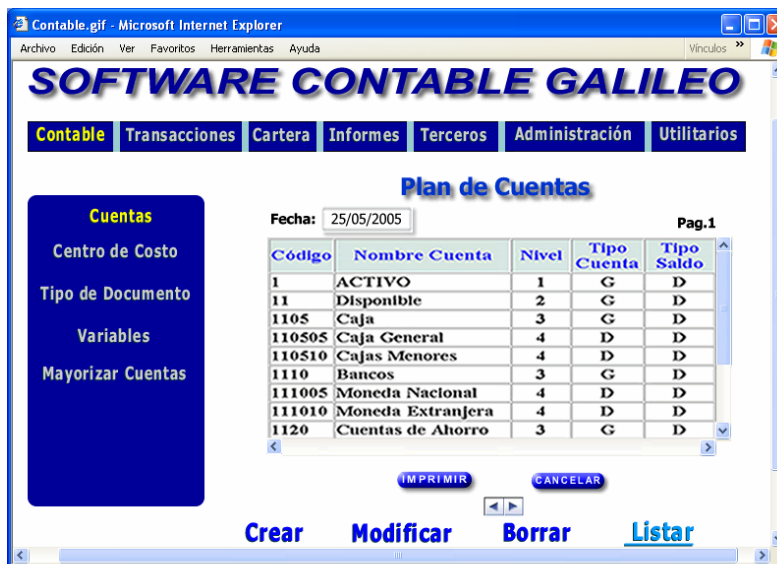 Contable.gif - Microsoft Internet Explorer
Archivo Edición Ver Favoritos Herramientas Ayuda Vínculos »
SOFTWARE CONTABLE GALILEO
Contable Transacciones Cartera Informes Terceros Administración Utilitarios
Plan de Cuentas
Cuentas
Centro de Costo
Tipo de Documento
Variables
Mayorizar Cuentas
Fecha: 25/05/2005 Pag.1
Código Nombre Cuenta Nivel Tipo Cuenta Tipo Saldo
1 ACTIVO 1 G D
11 Disponible 2 G D
1105 Caja 3 G D
110505 Caja General 4 D D
110510 Cajas Menores 4 D D
1110 Bancos 3 G D
111005 Moneda Nacional 4 D D
111010 Moneda Extranjera 4 D D
1120 Cuentas de Ahorro 3 G D
IMPRIMIR CANCELAR
Crear Modificar Borrar Listar